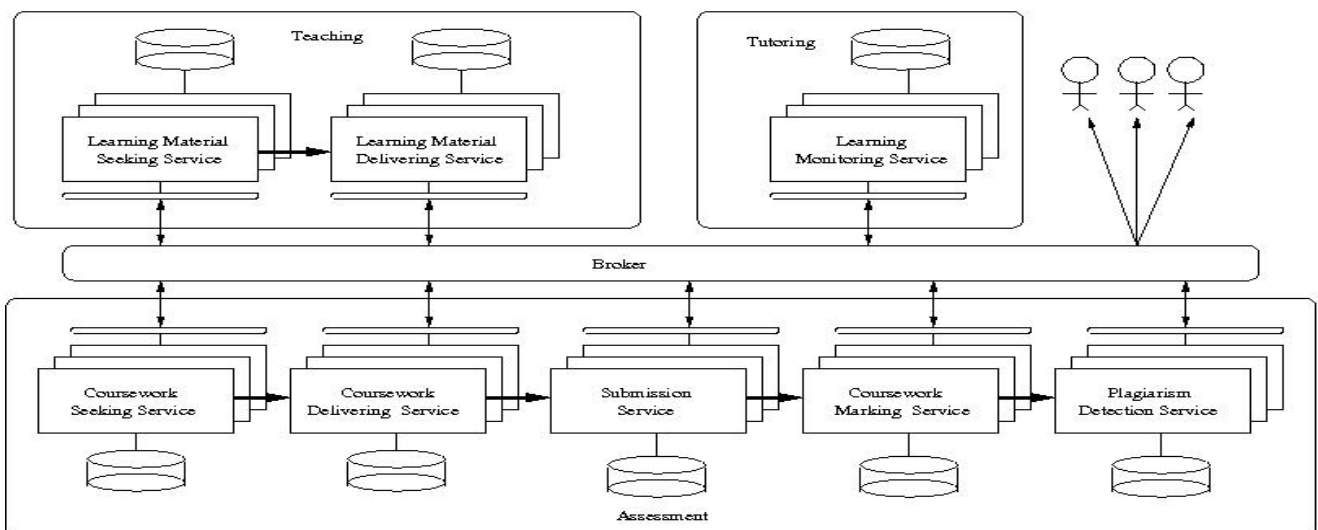 Teaching
Tutoring
Learning Material
Seeking Service
Learning Material
Delivering Service
Learning
Monitoring Service
Broker
Coursework
Seeking Service
Coursework
Delivering Service
Submission
Service
Coursework
Marking Service
Plagiarism
Detection Service
Assessment